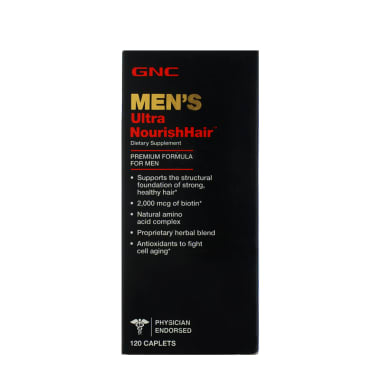 GNC
MEN'S
Ultra
NourishHair™
Dietary Supplement
PREMIUM FORMULA
FOR MEN
• Supports the structural
foundation of strong,
healthy hair*
• 2,000 mcg of biotin*
• Natural amino
acid complex
• Proprietary herbal blend
• Antioxidants to fight
cell aging*
PHYSICIAN
ENDORSED
120 CAPLETS